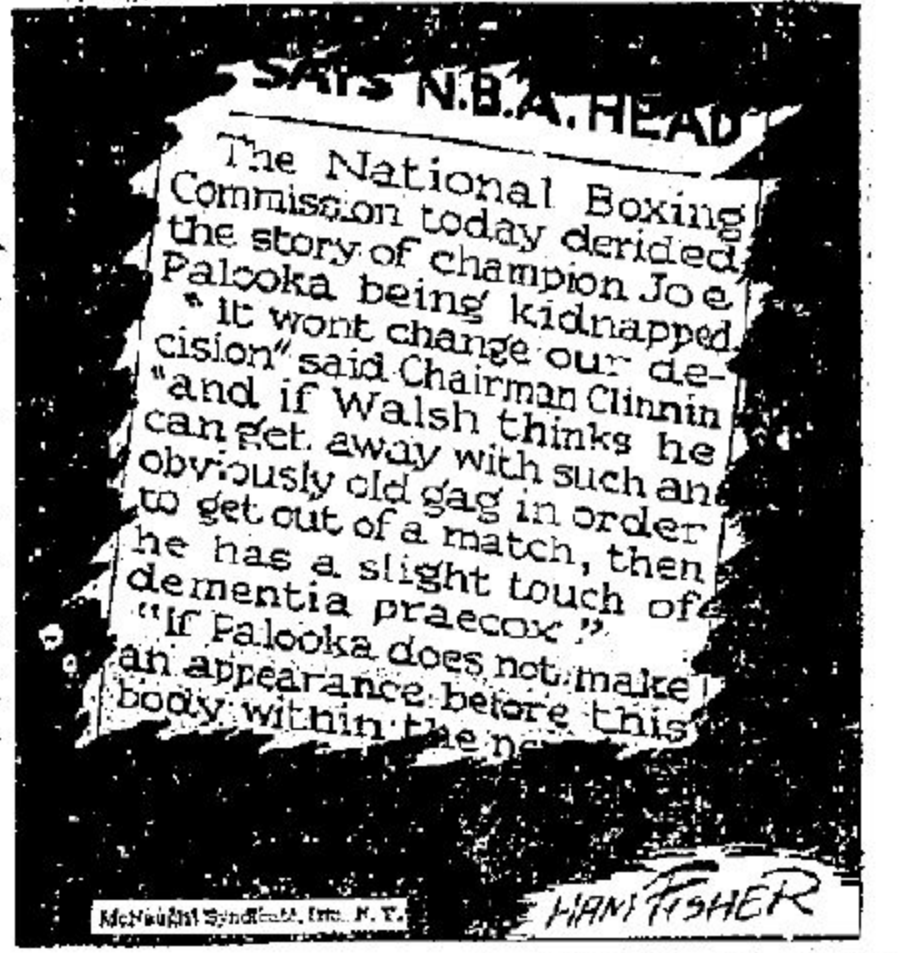 SAYS N.B.A. HEAD
The National Boxing
Commission today derided
the story of champion Joe
Palooka being kidnapped.
"it wont change our de-
cision" said Chairman Clinnin
"and if Walsh thinks he
can get away with such an
obviously old gag in order
to get out of a match, then
he has a slight touch of
dementia praecox."
"If Palooka does not make
an appearance before this
body within the
McNaught Syndicate, Inc. N. Y.
HAM FISHER